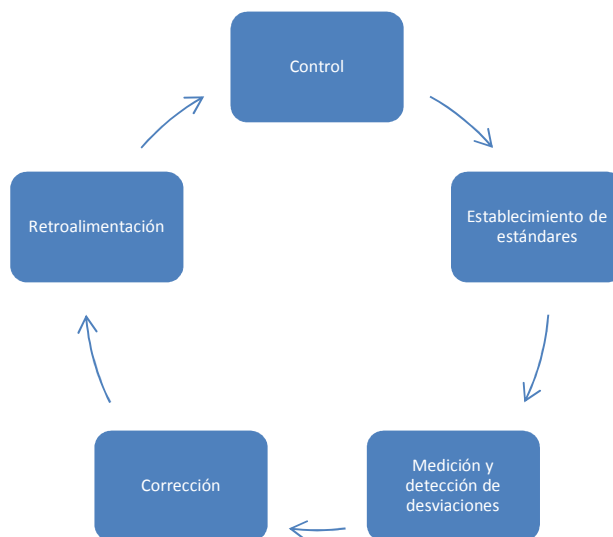 Control
Establecimiento de
estándares
Medición y
detección de
desviaciones
Corrección
Retroalimentación